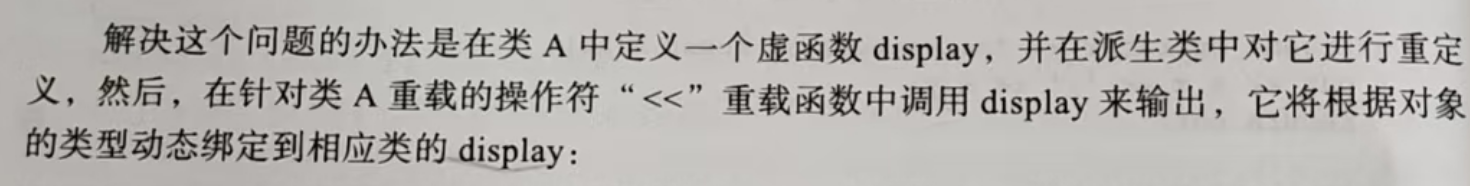 解决这个问题的办法是在类 A 中定义一个虚函数 display，并在派生类中对它进行重定
义，然后，在针对类 A 重载的操作符“<<”重载函数中调用 display 来输出，它将根据对象
的类型动态绑定到相应类的 display：